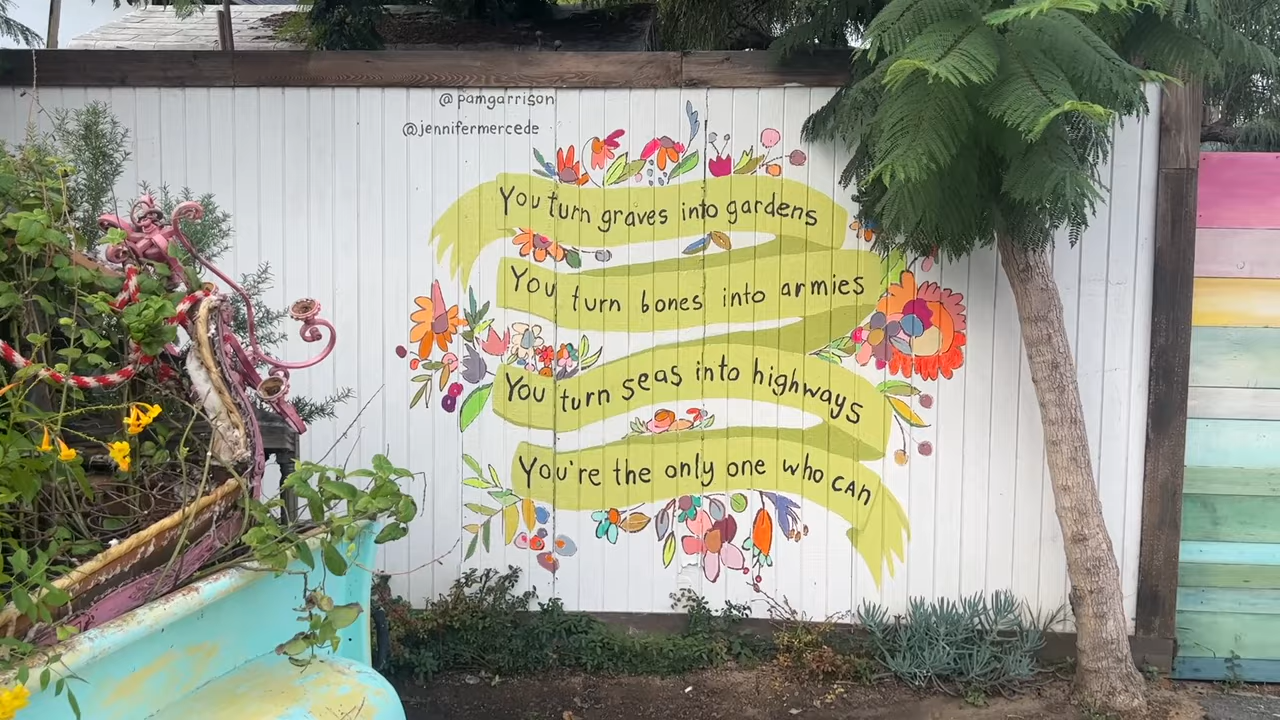 @pamgarrison
@jennifermercede
You turn graves into gardens
You turn bones into armies
You turn seas into highways
You're the only one who can